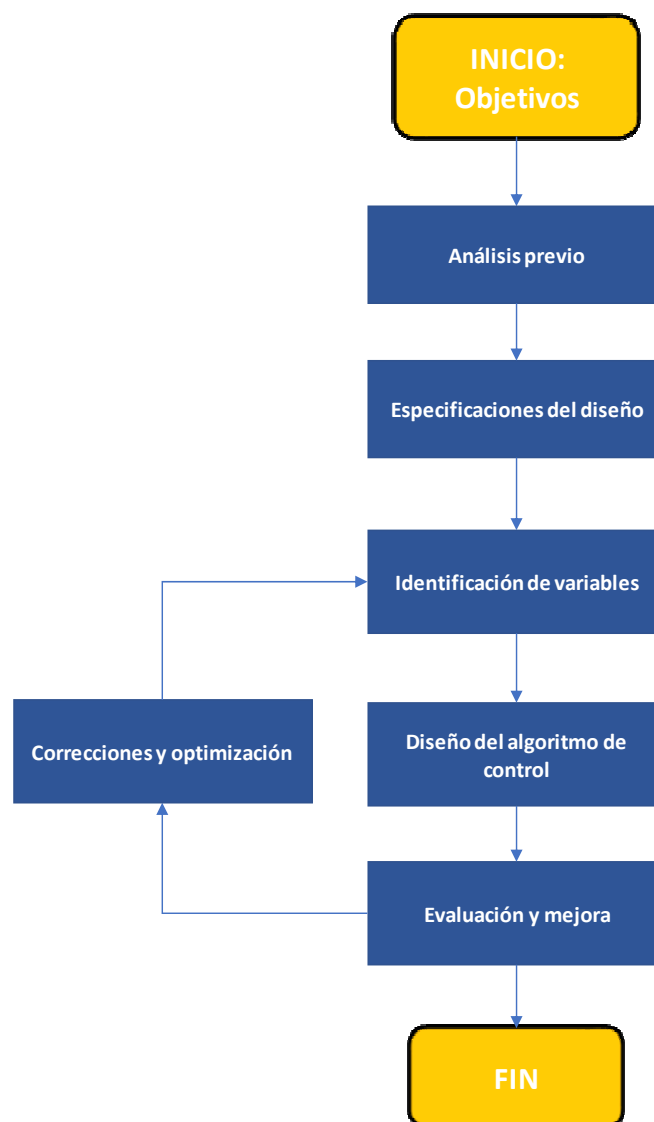 INICIO:
Objetivos
Análisis previo
Especificaciones del diseño
Identificación de variables
Correcciones y optimización
Diseño del algoritmo de
control
Evaluación y mejora
FIN